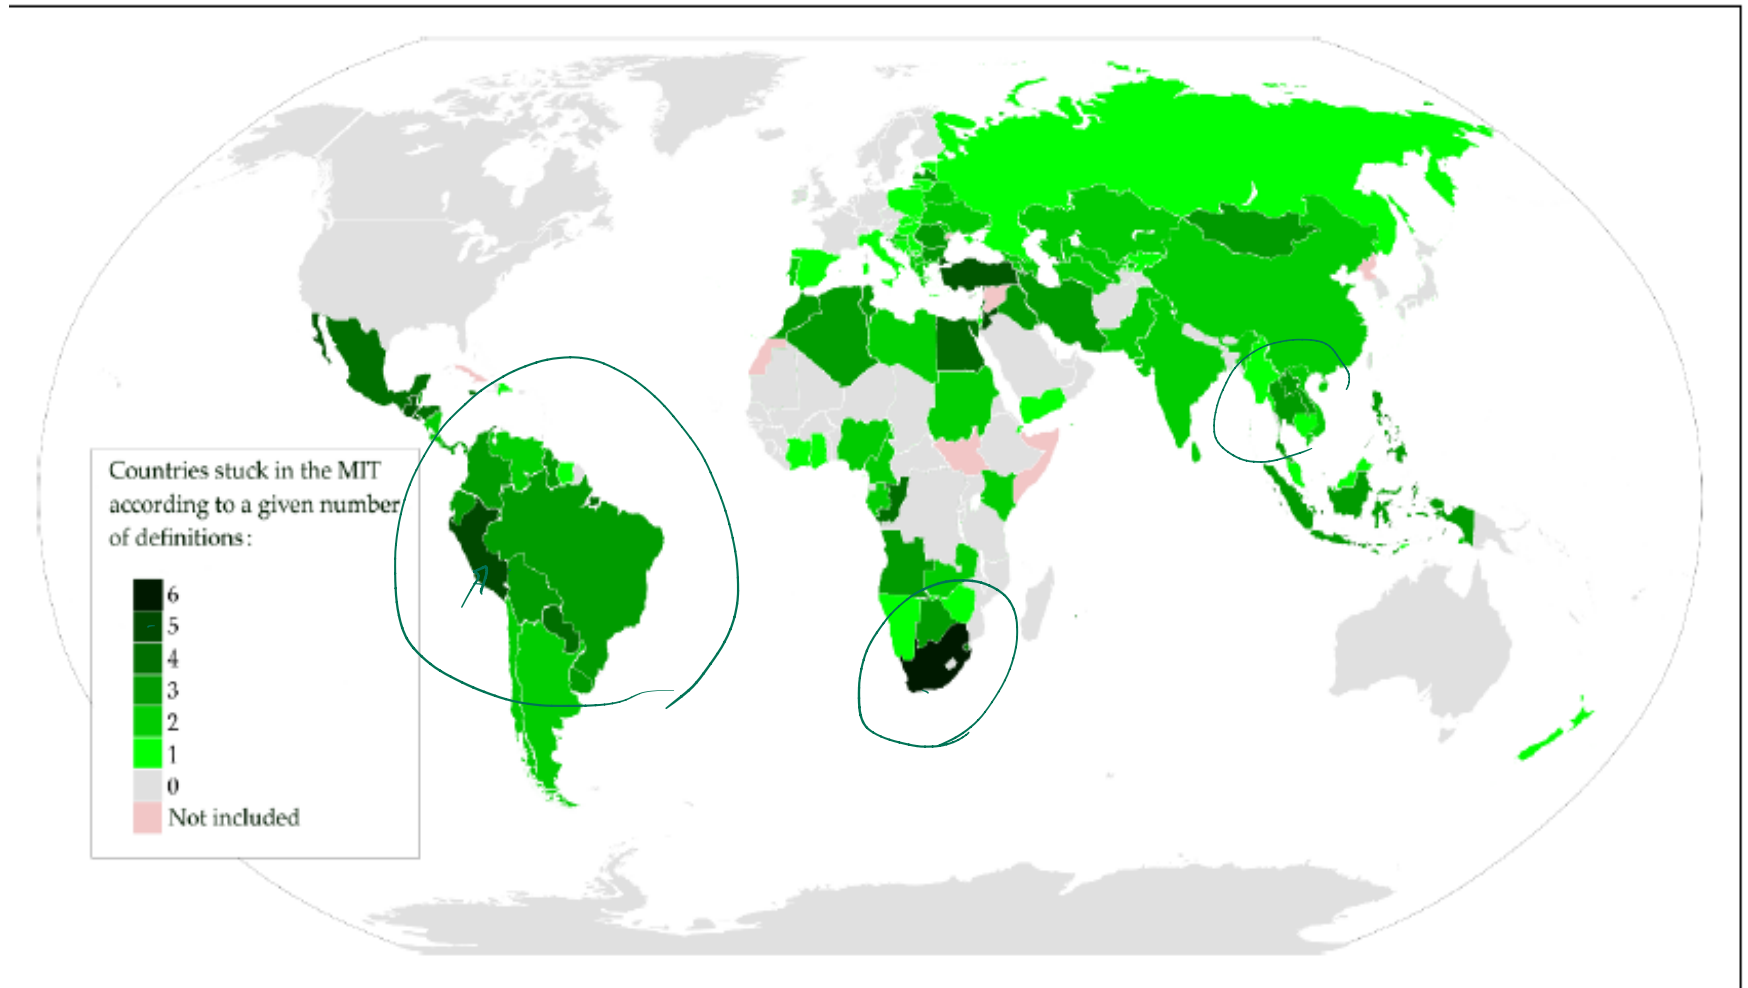 Countries stuck in the MIT
according to a given number
of definitions:
6
5
4
3
2
1
0
Not included